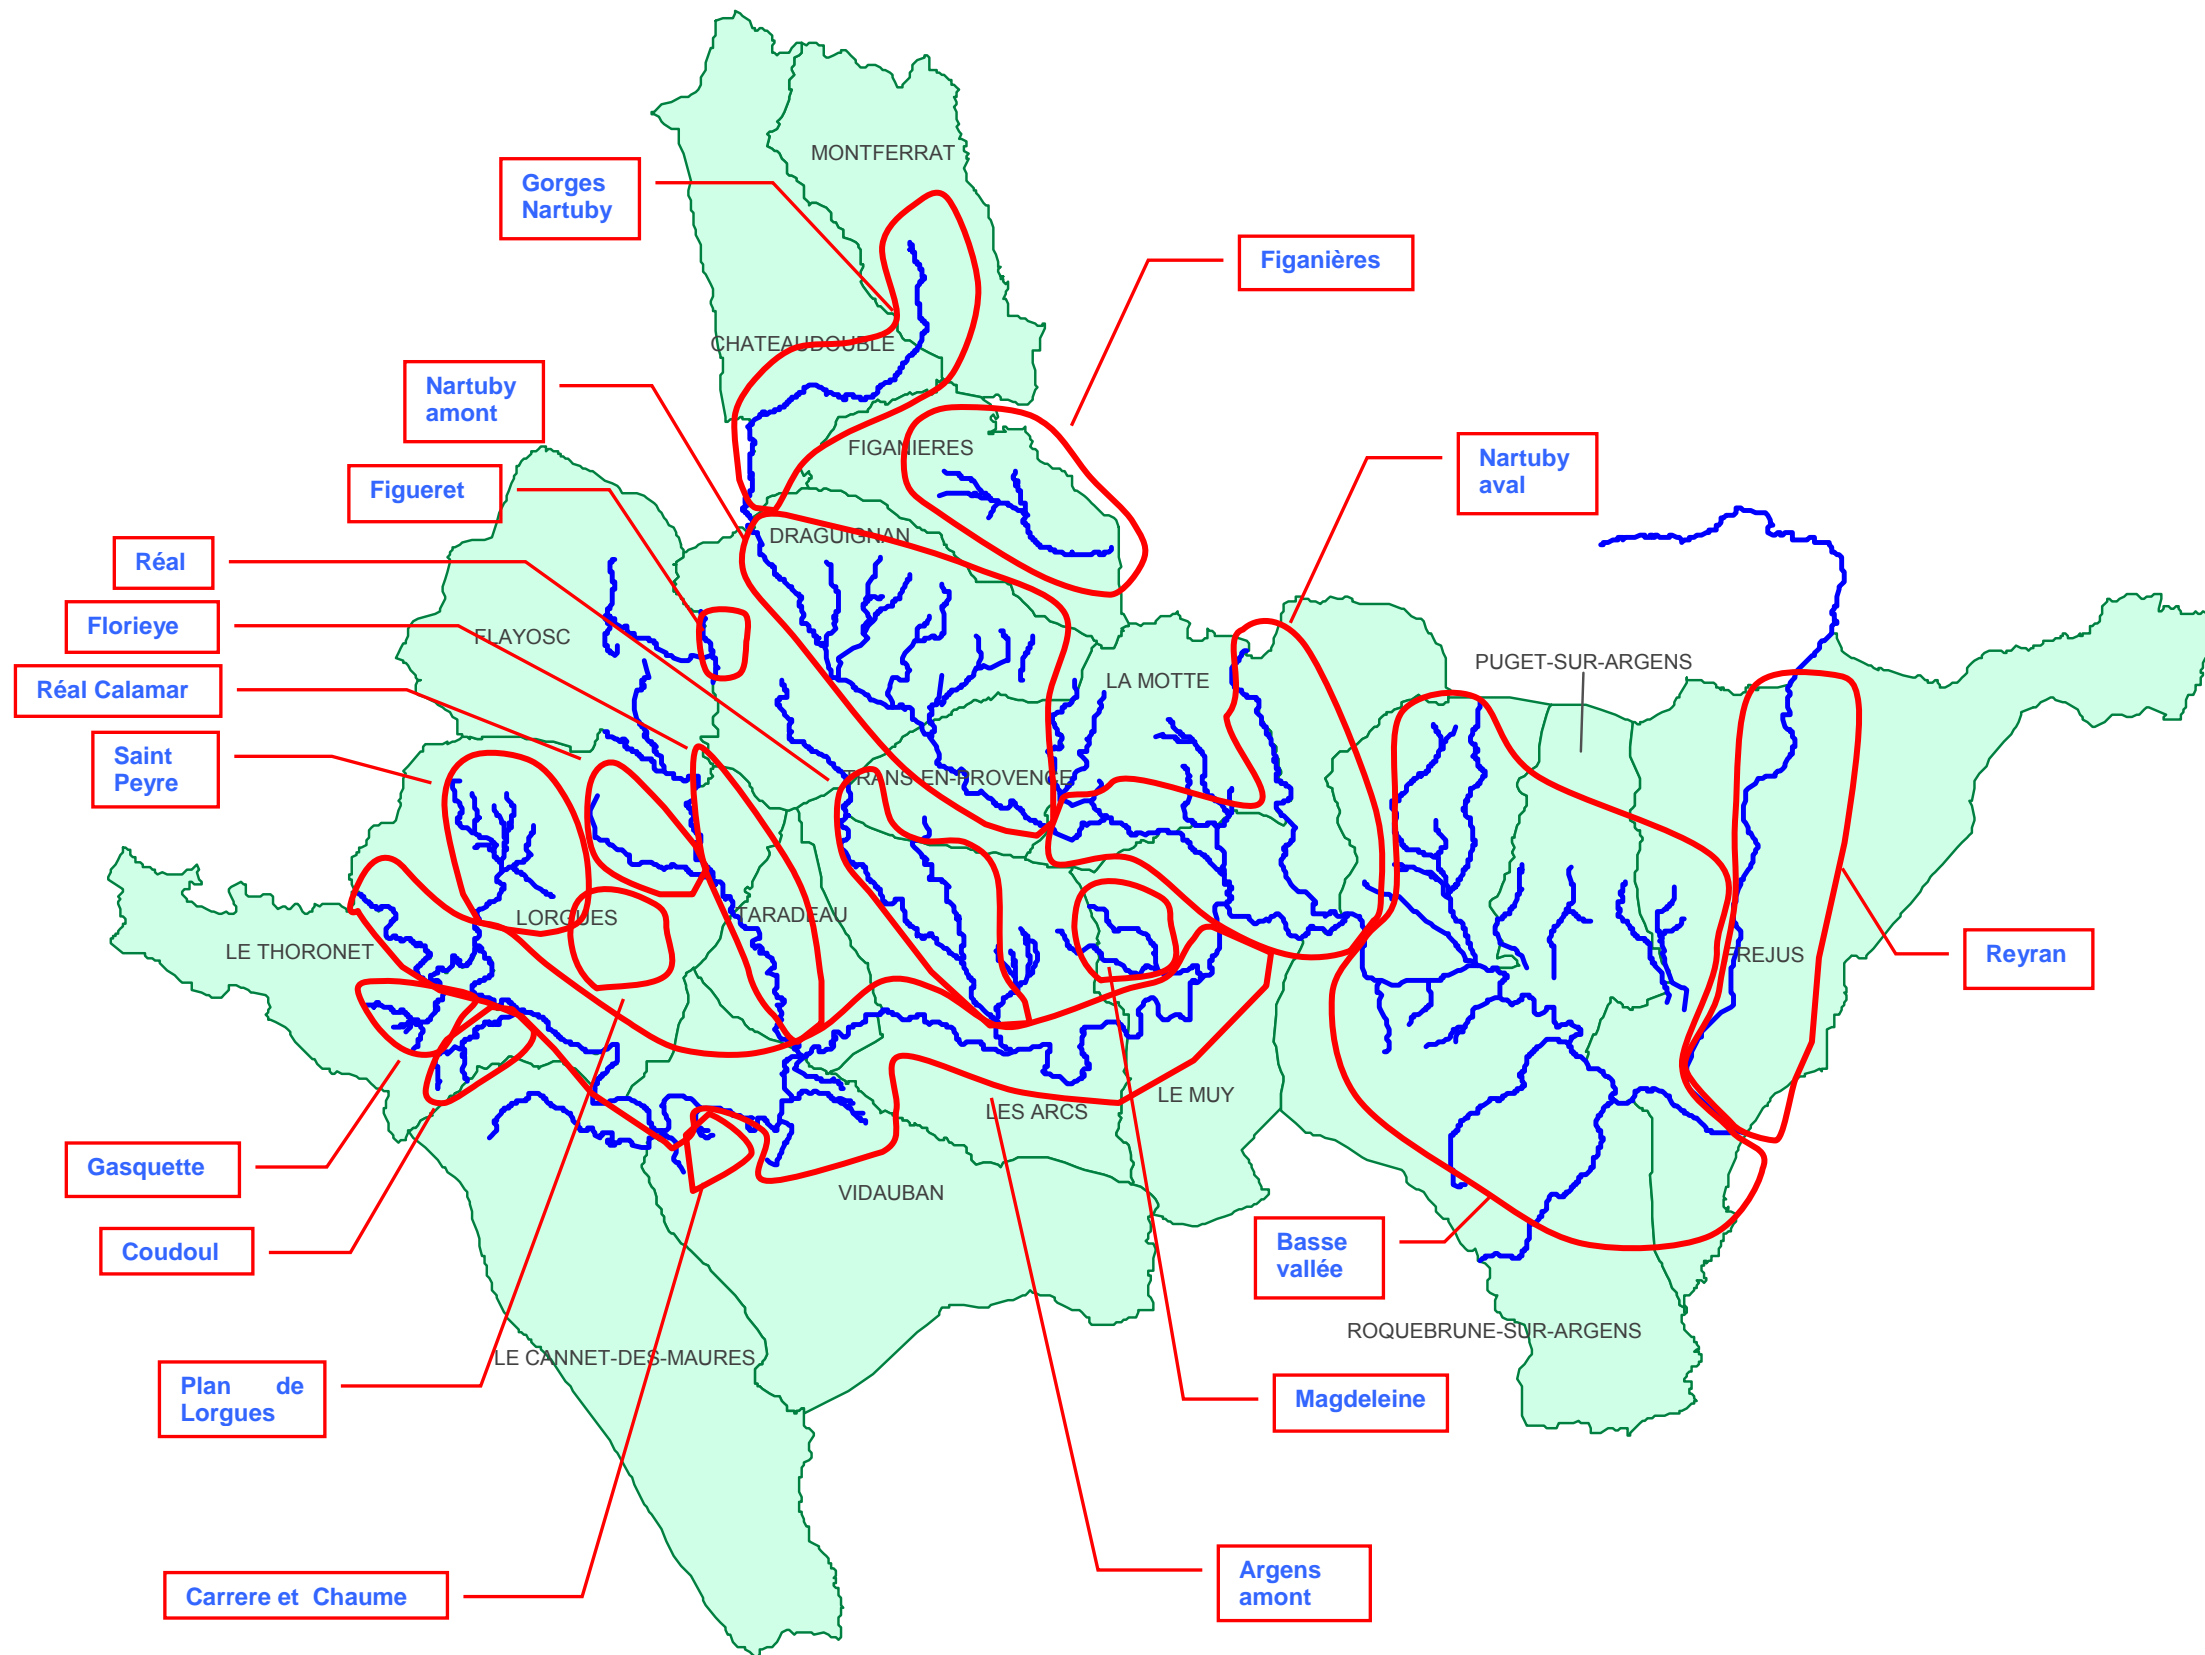 MONTFERRAT
Gorges
Nartuby
Figanières
CHATEAUDOUBLE
Nartuby
amont
FIGANIERES
Nartuby
aval
Figueret
DRAGUIGNAN
Réal
Florieye
FLAYOSC
PUGET-SUR-ARGENS
LA MOTTE
Réal Calamar
Saint
Peyre
TRANS-EN-PROVENCE
LORGUES
TARADEAU
LE THORONET
FREJUS
Reyran
LE MUY
LES ARCS
Gasquette
VIDAUBAN
Coudoul
Basse
vallée
ROQUEBRUNE-SUR-ARGENS
LE CANNET-DES-MAURES
Plan de
Lorgues
Magdeleine
Argens
amont
Carrere et Chaume